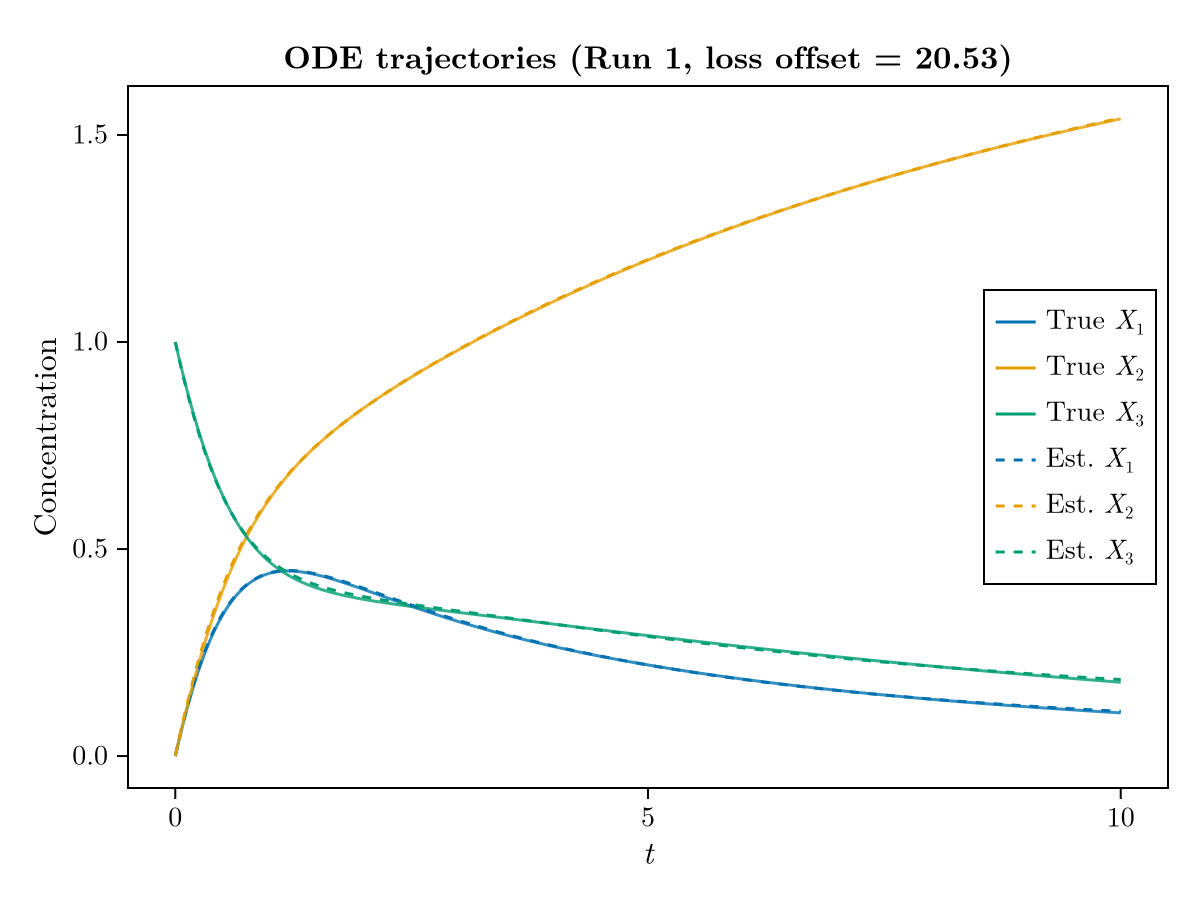 ODE trajectories (Run 1, loss offset = 20.53)
Concentration
1.5
1.0
0.5
0.0
True X₁
True X₂
True X₃
Est. X₁
Est. X₂
Est. X₃
0 5 10
t